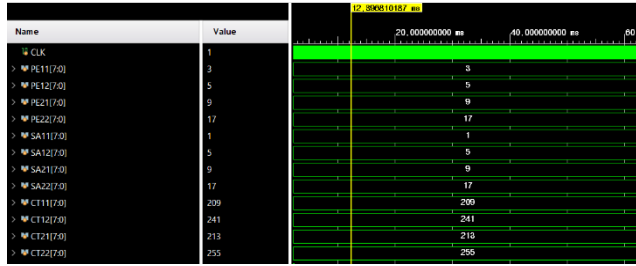 12.396810187 ms
Name Value 20.000000000 ms 40.000000000 ms 60
CLK 1
PE11[7:0] 3 3
PE12[7:0] 5 5
PE21[7:0] 9 9
PE22[7:0] 17 17
SA11[7:0] 1 1
SA12[7:0] 5 5
SA21[7:0] 9 9
SA22[7:0] 17 17
CT11[7:0] 209 209
CT12[7:0] 241 241
CT21[7:0] 213 213
CT22[7:0] 255 255